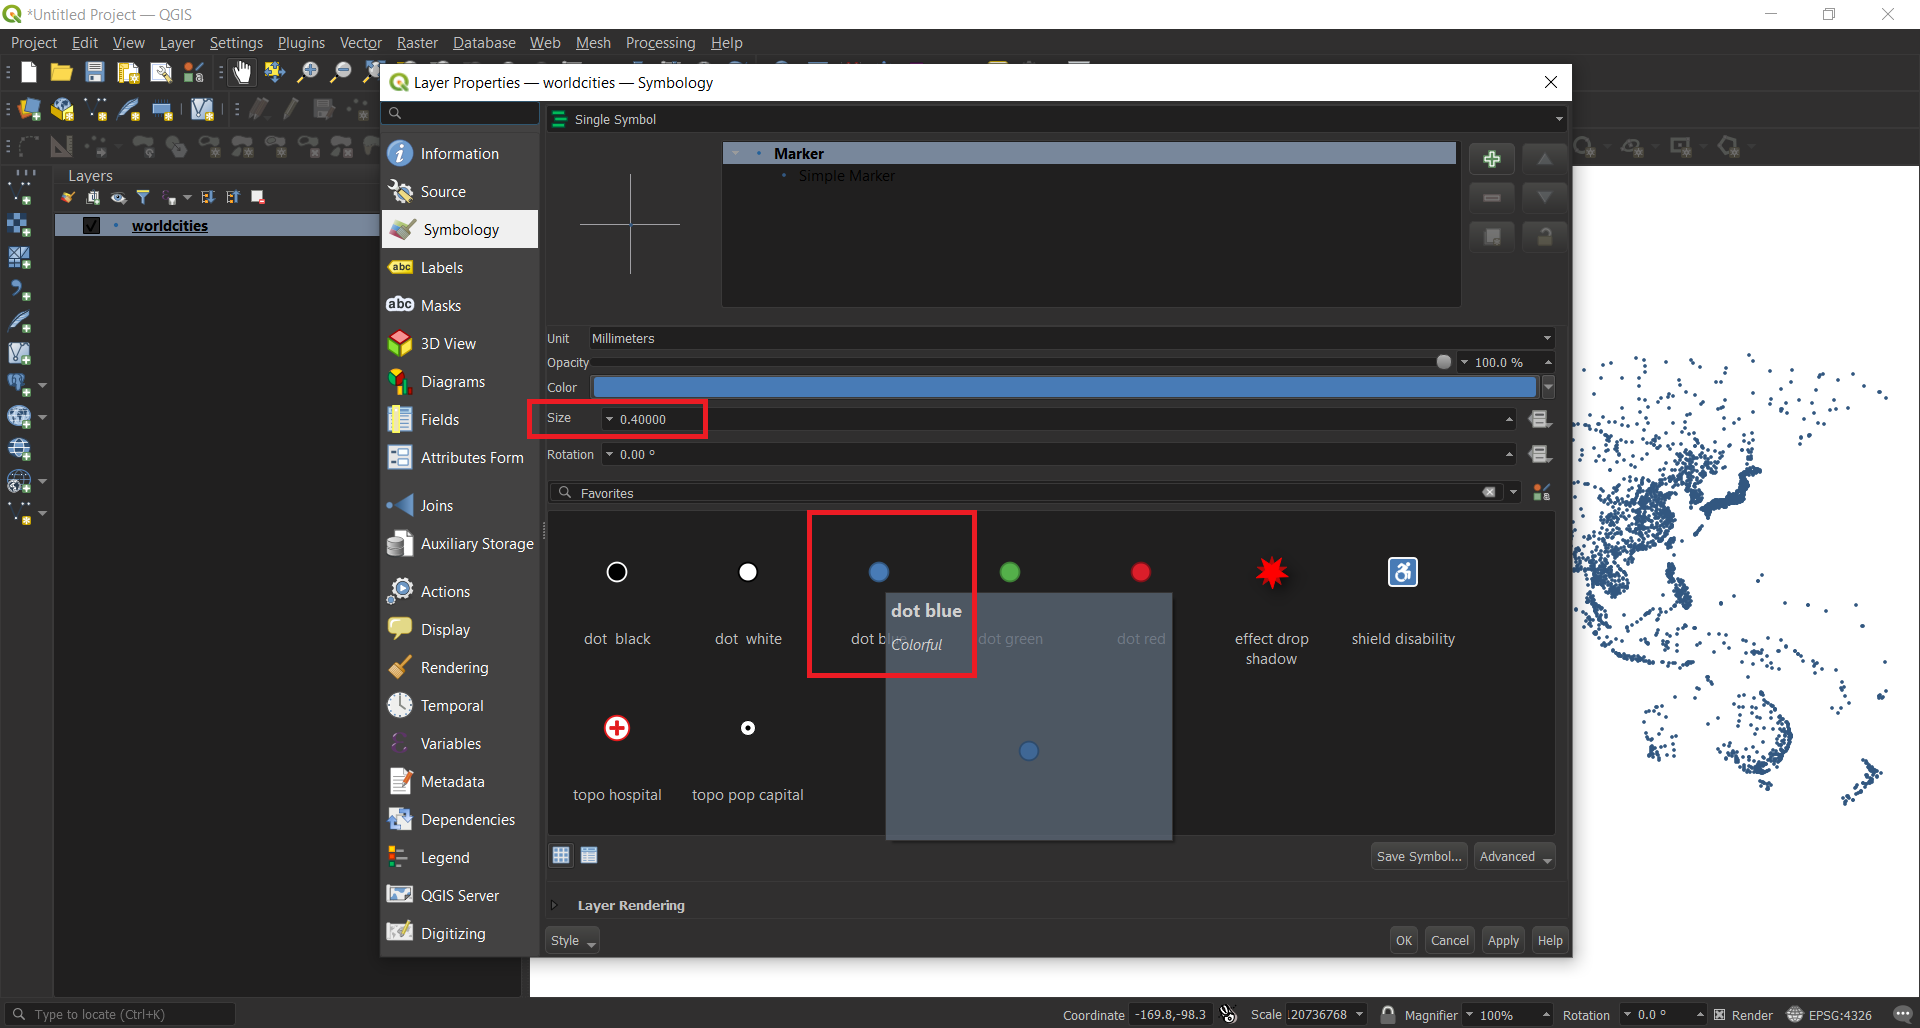 *Untitled Project — QGIS
Project Edit View Layer Settings Plugins Vector Raster Database Web Mesh Processing Help
Layer Properties — worldcities — Symbology
Layers
worldcities
Information
Source
Symbology
abc Labels
abc Masks
3D View
Diagrams
Fields
Attributes Form
Joins
Auxiliary Storage
Actions
Display
Rendering
Temporal
Variables
Metadata
Dependencies
Legend
QGIS Server
Digitizing
Single Symbol
Marker
Simple Marker
Unit Millimeters
Opacity 100.0 %
Color
Size 0.40000
Rotation 0.00 °
Favorites
dot black
dot white
dot blue
dot green
dot red
effect drop shadow
shield disability
dot blue
Colorful
topo hospital
topo pop capital
Save Symbol... Advanced
Layer Rendering
Style OK Cancel Apply Help
Type to locate (Ctrl+K) Coordinate -169.8,-98.3 Scale .20736768 Magnifier 100% Rotation 0.0 ° Render EPSG:4326